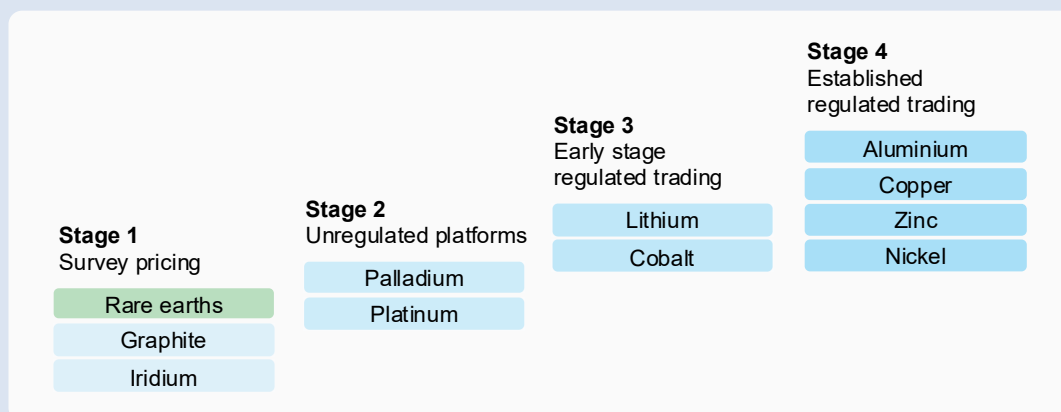 Stage 1
Survey pricing
Rare earths
Graphite
Iridium
Stage 2
Unregulated platforms
Palladium
Platinum
Stage 3
Early stage
regulated trading
Lithium
Cobalt
Stage 4
Established
regulated trading
Aluminium
Copper
Zinc
Nickel